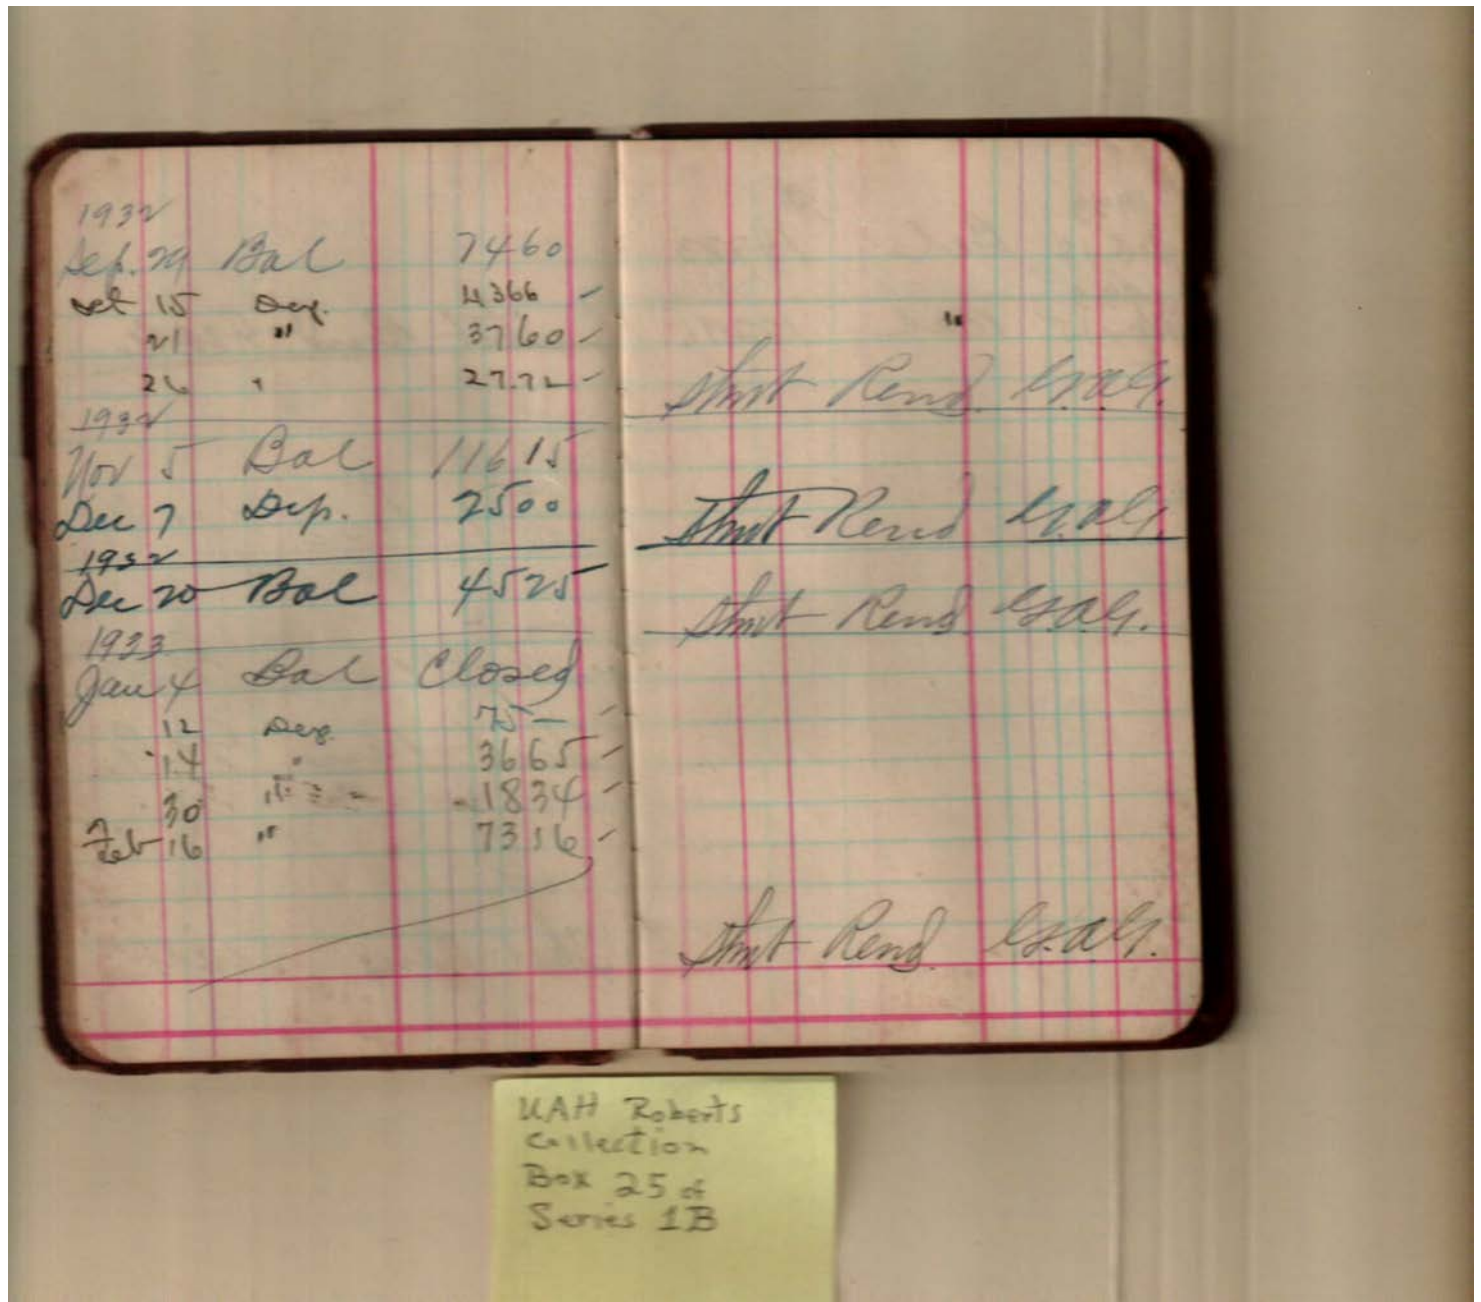 1932
Sep. 29 Bal 7460
Oct 15 Dep. 4366 –
21 " 3760 –
26 " 27.72 –
1932
Nov 5 Bal 11615
Dec 7 Dep. 2500
1932
Dec 20 Bal 4525
1933
Jan 4 Bal Closed
12 Dep. 75 –
14 " 3665 –
30 " 1834 –
Feb 16 " 7316 –
"
Stmt Rend. G.A.G.
Stmt Rend G.A.G.
Stmt Rend. G.A.G.
Stmt Rend. G.A.G.
UAH Roberts
Collection
Box 25 of
Series 1B